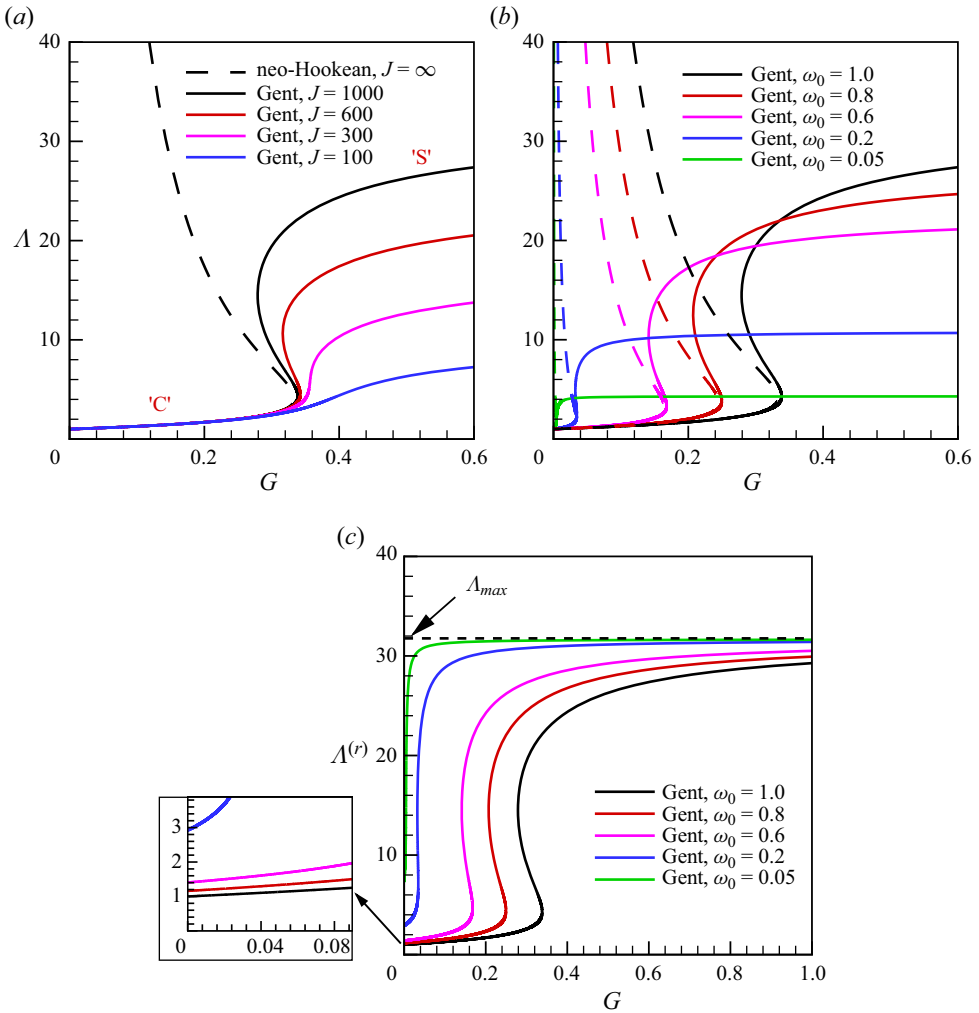 (a)
40
30
Λ 20
10
0
0.2
0.4
0.6
G
neo-Hookean, J = ∞
Gent, J = 1000
Gent, J = 600
Gent, J = 300
Gent, J = 100
'S'
'C'
(b)
40
30
20
10
0
0.2
0.4
0.6
G
Gent, ω0 = 1.0
Gent, ω0 = 0.8
Gent, ω0 = 0.6
Gent, ω0 = 0.2
Gent, ω0 = 0.05
(c)
40
Λmax
30
Λ(r)
20
10
0
0.2
0.4
0.6
0.8
1.0
G
Gent, ω0 = 1.0
Gent, ω0 = 0.8
Gent, ω0 = 0.6
Gent, ω0 = 0.2
Gent, ω0 = 0.05
3
2
1
0
0.04
0.08